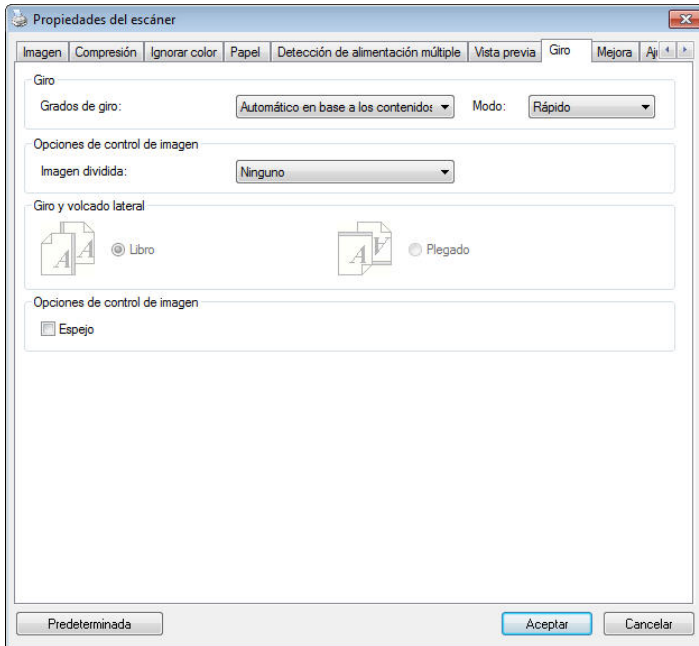 Propiedades del escáner
Imagen Compresión Ignorar color Papel Detección de alimentación múltiple Vista previa Giro Mejora
Giro
Grados de giro: Automático en base a los contenidos Modo: Rápido
Opciones de control de imagen
Imagen dividida: Ninguno
Giro y volcado lateral
A A Libro A A Plegado
Opciones de control de imagen
Espejo
Predeterminada Aceptar Cancelar